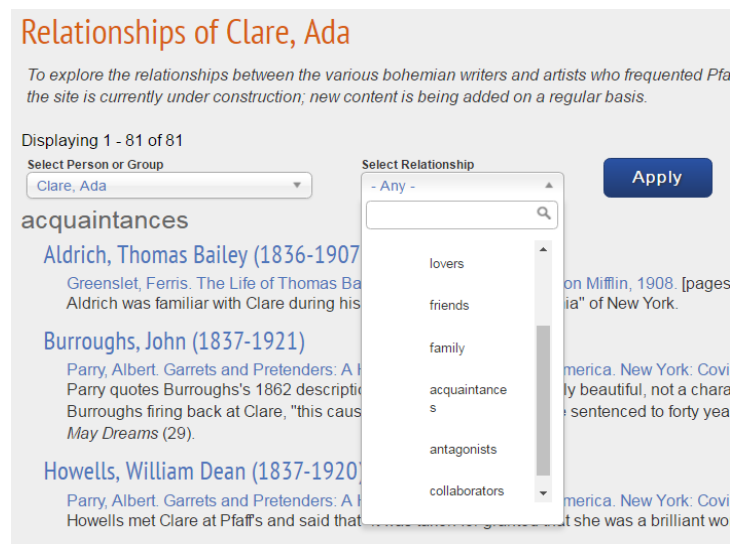 Relationships of Clare, Ada
To explore the relationships between the various bohemian writers and artists who frequented Pfa
the site is currently under construction; new content is being added on a regular basis.
Displaying 1 - 81 of 81
Select Person or Group
Select Relationship
Clare, Ada
- Any -
Apply
acquaintances
lovers
friends
family
acquaintance
s
antagonists
collaborators
Aldrich, Thomas Bailey (1836-1907
Greenslet, Ferris. The Life of Thomas Ba on Mifflin, 1908. [pages
Aldrich was familiar with Clare during his ia" of New York.
Burroughs, John (1837-1921)
Parry, Albert. Garrets and Pretenders: A H merica. New York: Covi
Parry quotes Burroughs's 1862 descriptio ly beautiful, not a chara
Burroughs firing back at Clare, "this caus sentenced to forty yea
May Dreams (29).
Howells, William Dean (1837-1920)
Parry, Albert. Garrets and Pretenders: A H merica. New York: Covi
Howells met Clare at Pfaff's and said that she was a brilliant wo